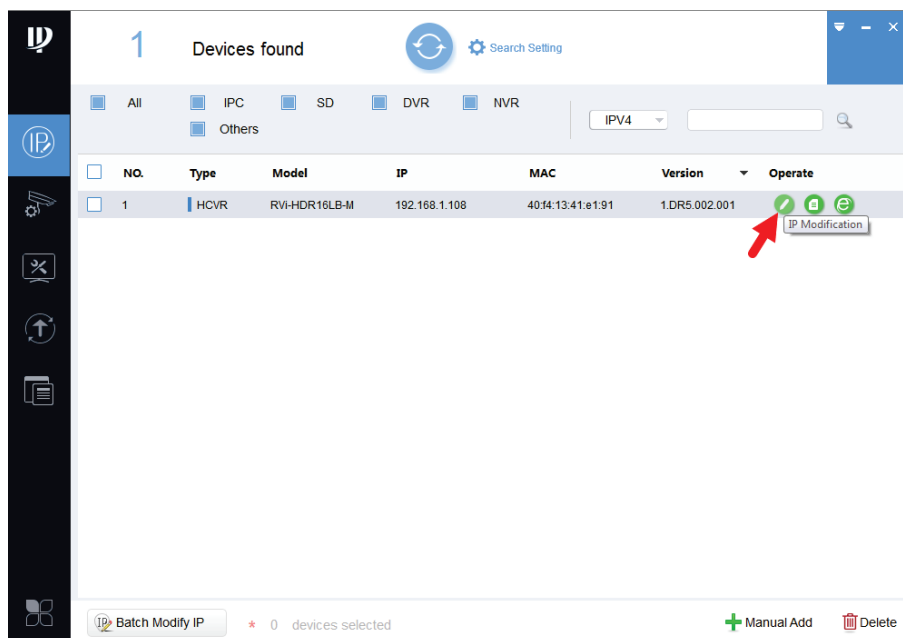 1 Devices found Search Setting
All IPC SD DVR NVR
Others
IPV4
NO. Type Model IP MAC Version Operate
1 HCVR RVi-HDR16LB-M 192.168.1.108 40:f4:13:41:e1:91 1.DR5.002.001
IP Modification
Batch Modify IP * 0 devices selected Manual Add Delete